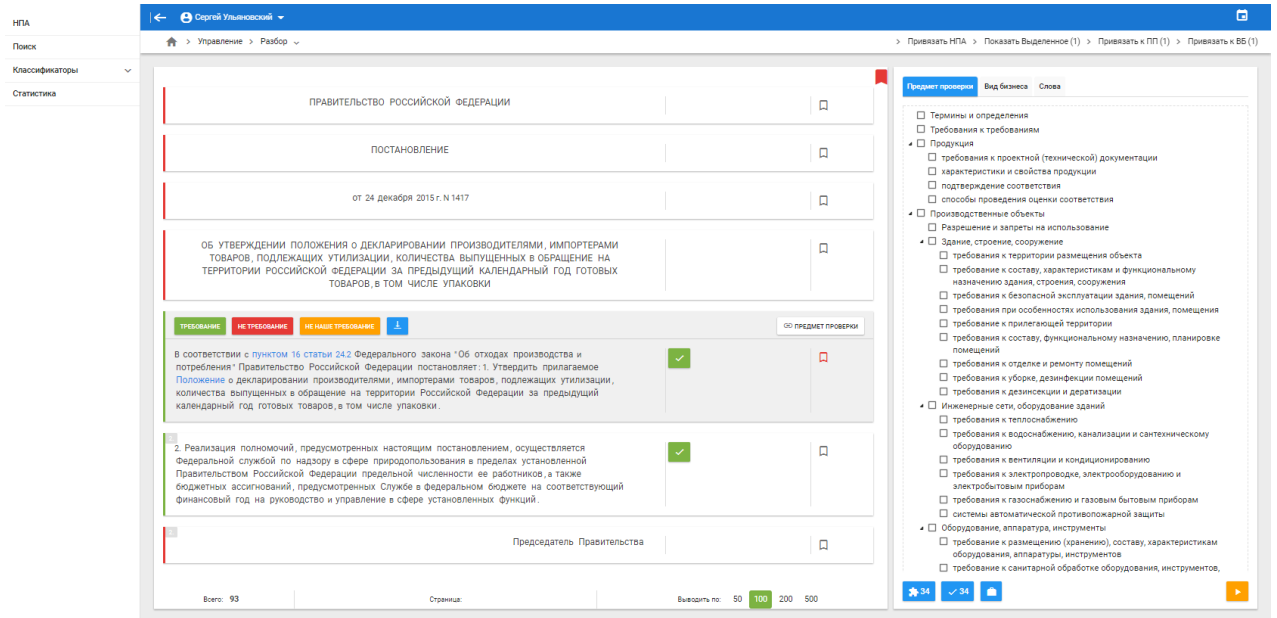 НПА
Поиск
Классификаторы
Статистика
Сергей Ульяновский
> Управление > Разбор
> Привязать НПА > Показать Выделенное (1) > Привязать к ПП (1) > Привязать к ВБ (1)
ПРАВИТЕЛЬСТВО РОССИЙСКОЙ ФЕДЕРАЦИИ
ПОСТАНОВЛЕНИЕ
от 24 декабря 2015 г. N 1417
ОБ УТВЕРЖДЕНИИ ПОЛОЖЕНИЯ о ДЕКЛАРИРОВАНИИ ПРОИЗВОДИТЕЛЯМИ, ИМПОРТЕРАМИ
ТОВАРОВ, ПОДЛЕЖАЩИХ УТИЛИЗАЦИИ, КОЛИЧЕСТВА ВЫПУЩЕННЫХ В ОБРАЩЕНИЕ НА
ТЕРРИТОРИИ РОССИЙСКОЙ ФЕДЕРАЦИИ ЗА ПРЕДЫДУЩИЙ КАЛЕНДАРНЫЙ ГОД ГОТОВЫХ
ТОВАРОВ, В ТОМ ЧИСЛЕ УПАКОВКИ
ТРЕБОВАНИЕ НЕ ТРЕБОВАНИЕ НЕ НАШЕ ТРЕБОВАНИЕ ПРЕДМЕТ ПРОВЕРКИ
В соответствии с пунктом 16 статьи 24.2 Федерального закона "Об отходах производства и
потребления" Правительство Российской Федерации постановляет: 1. Утвердить прилагаемое
Положение о декларировании производителями, импортерами товаров, подлежащих утилизации,
количества выпущенных в обращение на территории Российской Федерации за предыдущий
календарный год готовых товаров, в том числе упаковки.
2. Реализация полномочий, предусмотренных настоящим постановлением, осуществляется
Федеральной службой по надзору в сфере природопользования в пределах установленной
Правительством Российской Федерации предельной численности ее работников, а также
бюджетных ассигнований, предусмотренных Службе в федеральном бюджете на соответствующий
финансовый год на руководство и управление в сфере установленных функций.
Председатель Правительства
Всего: 93 Страница: Выводить по: 50 100 200 500
Предмет проверки Вид бизнеса Слова
Термины и определения
Требования к требованиям
Продукция
требования к проектной (технической) документации
характеристики и свойства продукции
подтверждение соответствия
способы проведения оценки соответствия
Производственные объекты
Разрешение и запреты на использование
Здание, строение, сооружение
требования к территории размещения объекта
требование к составу, характеристикам и функциональному
назначению здания, строения, сооружения
требования к безопасной эксплуатации здания, помещений
требования при особенностях использования здания, помещения
требование к прилегающей территории
требования к составу, функциональному назначению, планировке
помещений
требования к отделке и ремонту помещений
требования к уборке, дезинфекции помещений
требования к дезинсекции и дератизации
Инженерные сети, оборудование зданий
требования к теплоснабжению
требования к водоснабжению, канализации и сантехническому
оборудованию
требования к вентиляции и кондиционированию
требования к электропроводке, электрооборудованию и
электробытовым приборам
требования к газоснабжению и газовым бытовым приборам
системы автоматической противопожарной защиты
Оборудование, аппаратура, инструменты
требование к размещению (хранению), составу, характеристикам
оборудования, аппаратуры, инструментов
требование к санитарной обработке оборудования, инструментов,
34 34